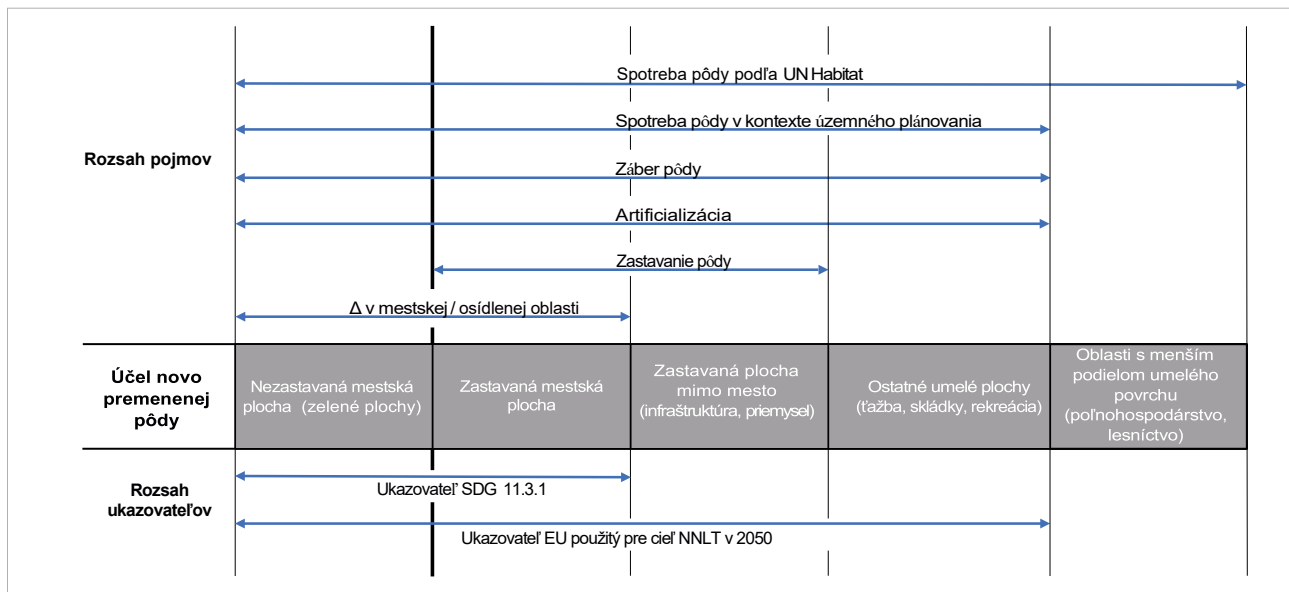 Spotreba pôdy podľa UN Habitat
Spotreba pôdy v kontexte územného plánovania
Rozsah pojmov
Záber pôdy
Artificializácia
Zastavanie pôdy
Δ v mestskej / osídlenej oblasti
Účel novo
premenenej
pôdy
Nezastavaná mestská
plocha (zelené plochy)
Zastavaná mestská
plocha
Zastavaná plocha
mimo mesto
(infraštruktúra, priemysel)
Ostatné umelé plochy
(ťažba, skládky, rekreácia)
Oblasti s menším
podielom umelého
povrchu
(poľnohospodárstvo,
lesníctvo)
Rozsah
ukazovateľov
Ukazovateľ SDG 11.3.1
Ukazovateľ EU použitý pre cieľ NNLT v 2050